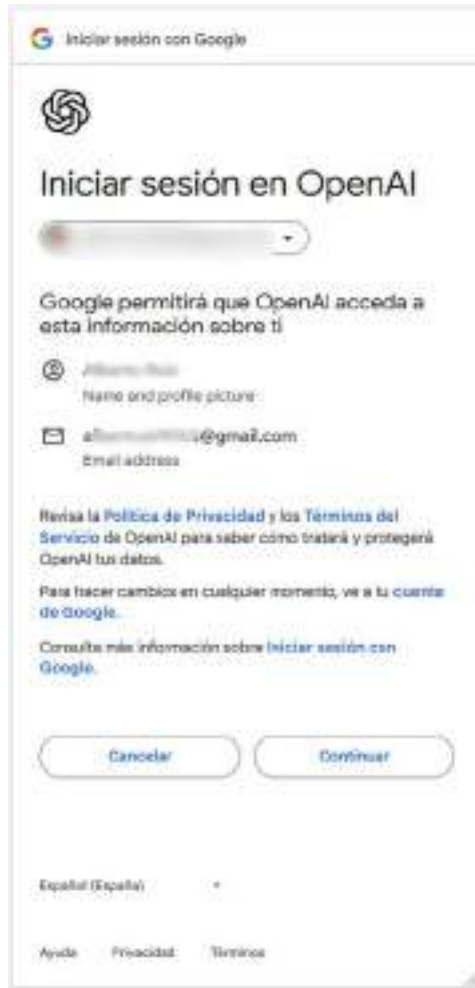 Iniciar sesión con Google
Iniciar sesión en OpenAI
Google permitirá que OpenAI acceda a
esta información sobre ti
Name and profile picture
@gmail.com
Email address
Revisa la Política de Privacidad y los Términos del
Servicio de OpenAI para saber cómo tratará y protegerá
OpenAI tus datos.
Para hacer cambios en cualquier momento, ve a tu cuenta
de Google.
Consulta más información sobre Iniciar sesión con
Google.
Cancelar Continuar
Español (España)
Ayuda Privacidad Términos